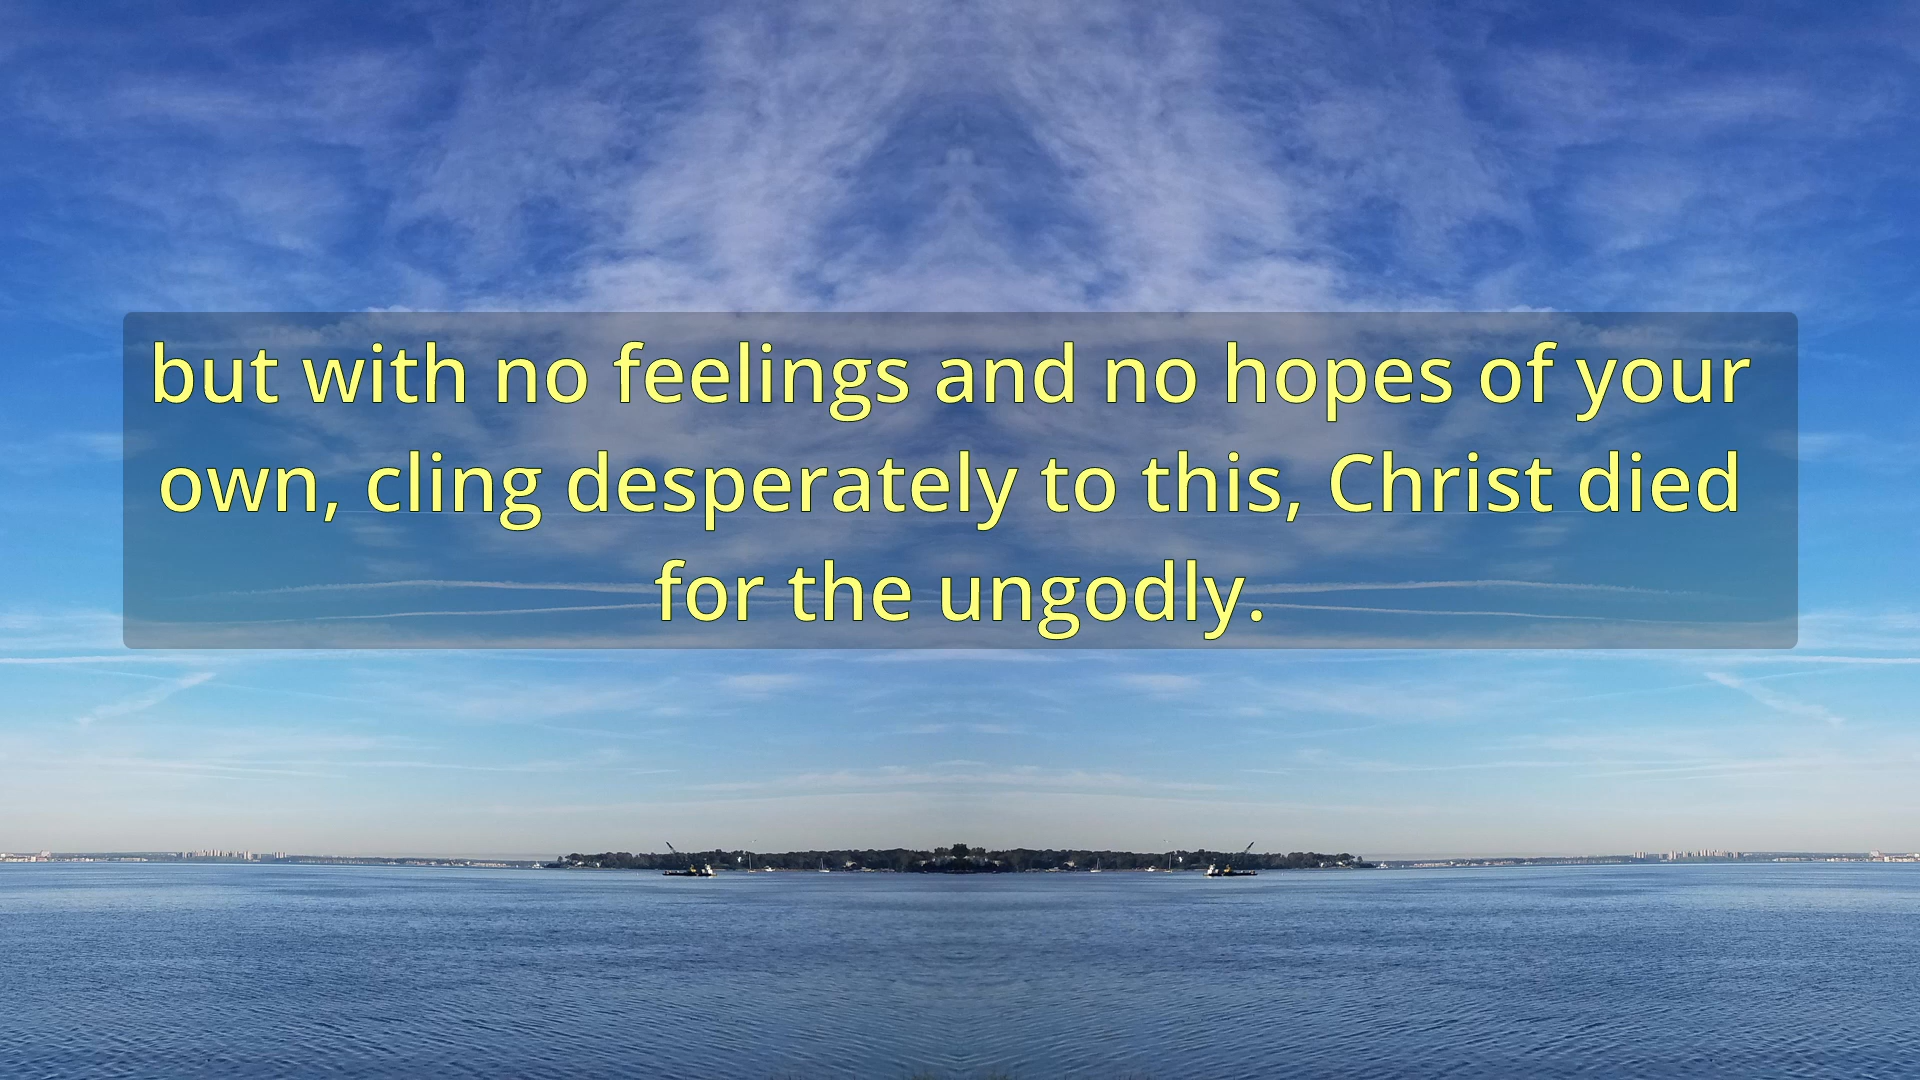 but with no feelings and no hopes of your
own, cling desperately to this, Christ died
for the ungodly.